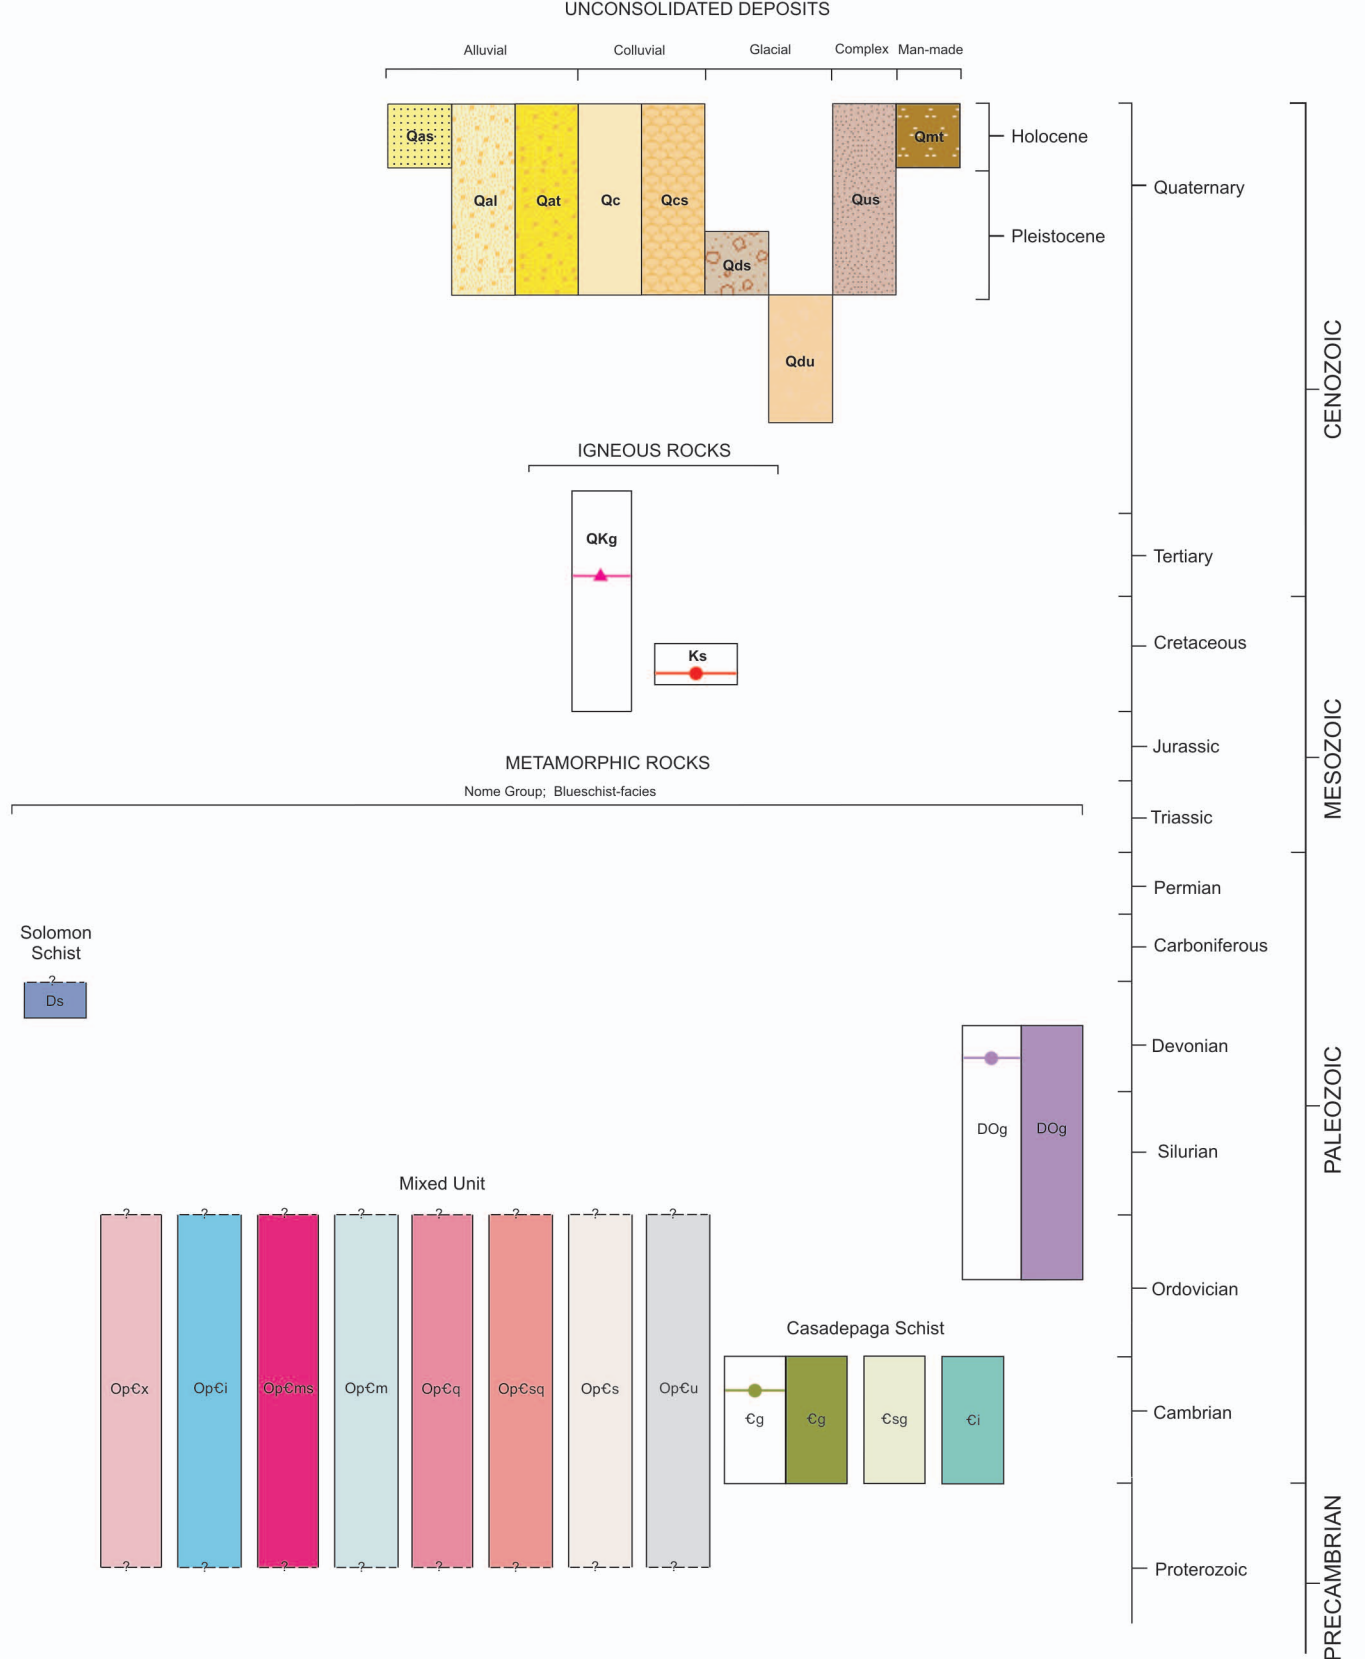 UNCONSOLIDATED DEPOSITS
Alluvial
Colluvial
Glacial
Complex
Man-made
Qas
Qal
Qat
Qc
Qcs
Qds
Qdu
Qus
Qmt
Holocene
Pleistocene
Quaternary
CENOZOIC
IGNEOUS ROCKS
QKg
Ks
Tertiary
Cretaceous
MESOZOIC
Jurassic
METAMORPHIC ROCKS
Nome Group;  Blueschist-facies
Triassic
Permian
Carboniferous
Solomon
Schist
?
Ds
Devonian
DOg
DOg
PALEOZOIC
Silurian
Mixed Unit
? ? ? ? ? ? ? ?
Op€x
Op€i
Op€ms
Op€m
Op€q
Op€sq
Op€s
Op€u
? ? ? ? ? ? ? ?
Ordovician
Casadepaga Schist
€g
€g
€sg
€i
Cambrian
Proterozoic
PRECAMBRIAN